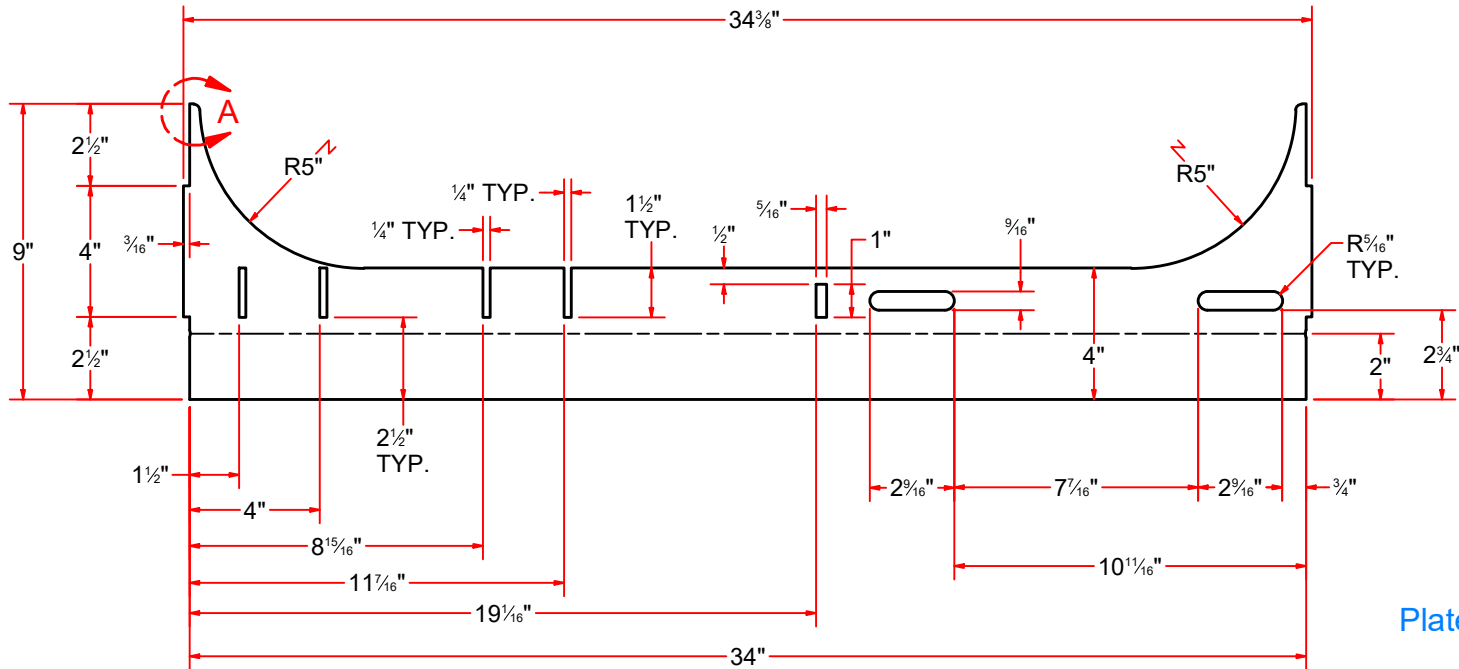 34⅜"
A
2½"
R5"
Z
Z
R5"
¼" TYP.
1½"
TYP.
5⁄16"
9⁄16"
¼" TYP.
½"
1"
R5⁄16"
TYP.
9"
4"
3⁄16"
2½"
4"
2"
2¾"
2½"
TYP.
1½"
29⁄16"
77⁄16"
29⁄16"
¾"
4"
815⁄16"
1011⁄16"
117⁄16"
191⁄16"
Plate
34"